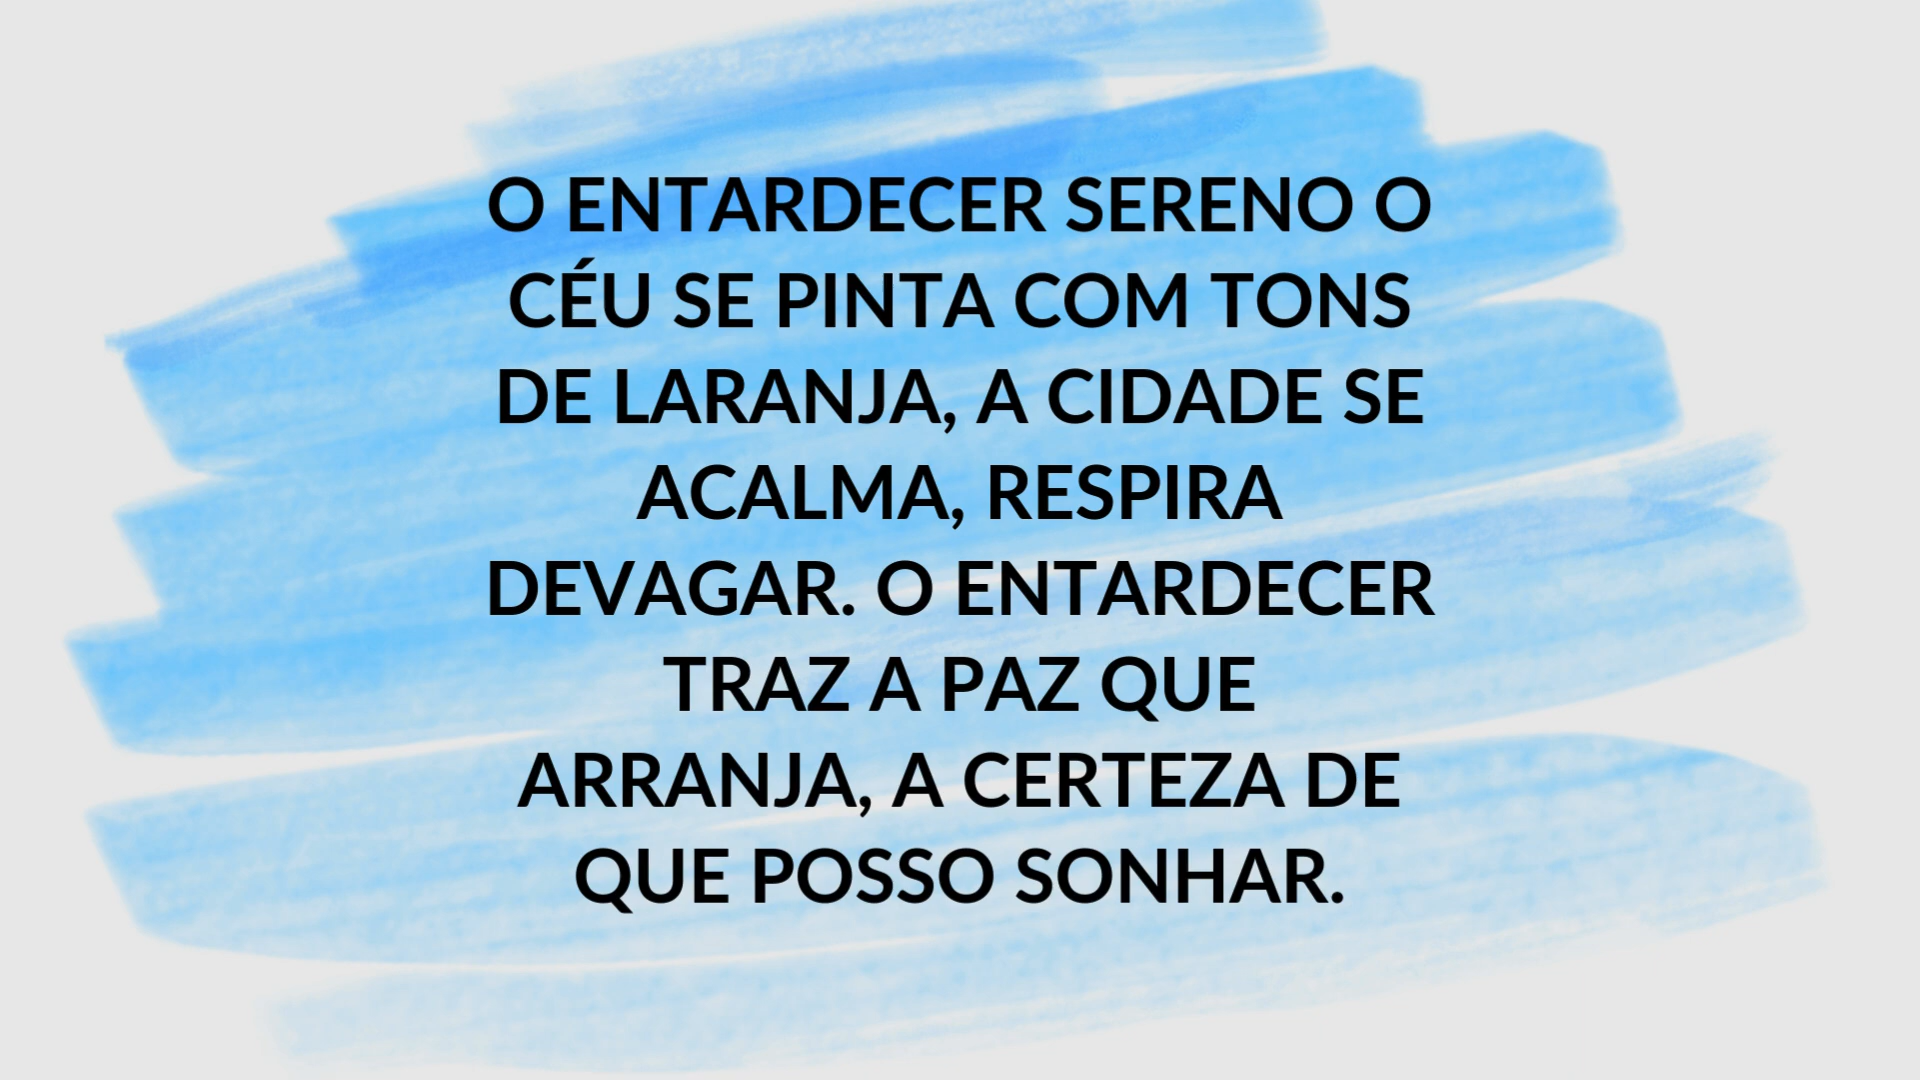 O ENTARDECER SERENO O
CÉU SE PINTA COM TONS
DE LARANJA, A CIDADE SE
ACALMA, RESPIRA
DEVAGAR. O ENTARDECER
TRAZ A PAZ QUE
ARRANJA, A CERTEZA DE
QUE POSSO SONHAR.